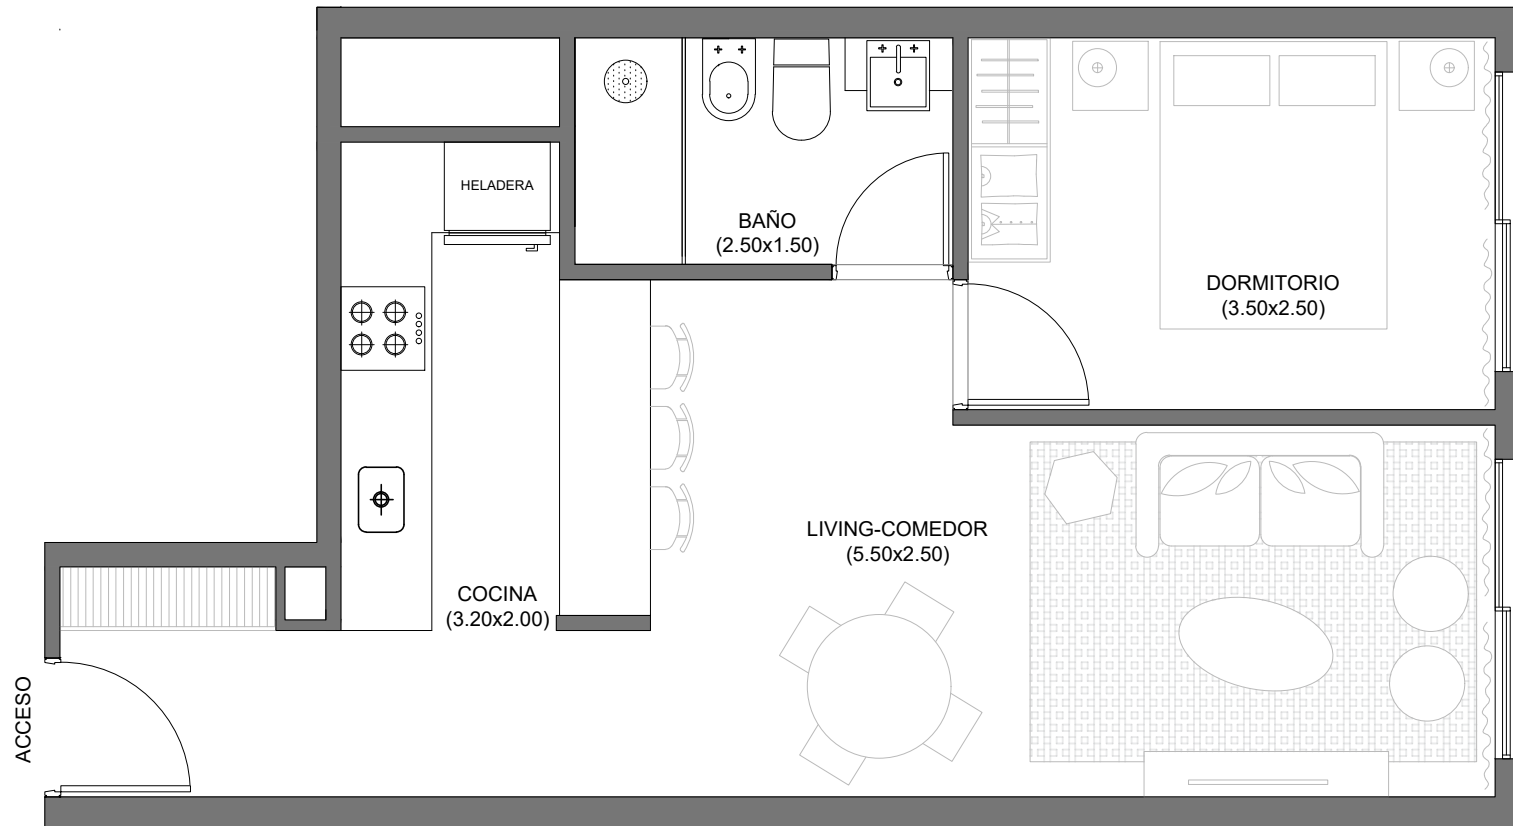 HELADERA
BAÑO
(2.50x1.50)
DORMITORIO
(3.50x2.50)
LIVING-COMEDOR
(5.50x2.50)
COCINA
(3.20x2.00)
ACCESO